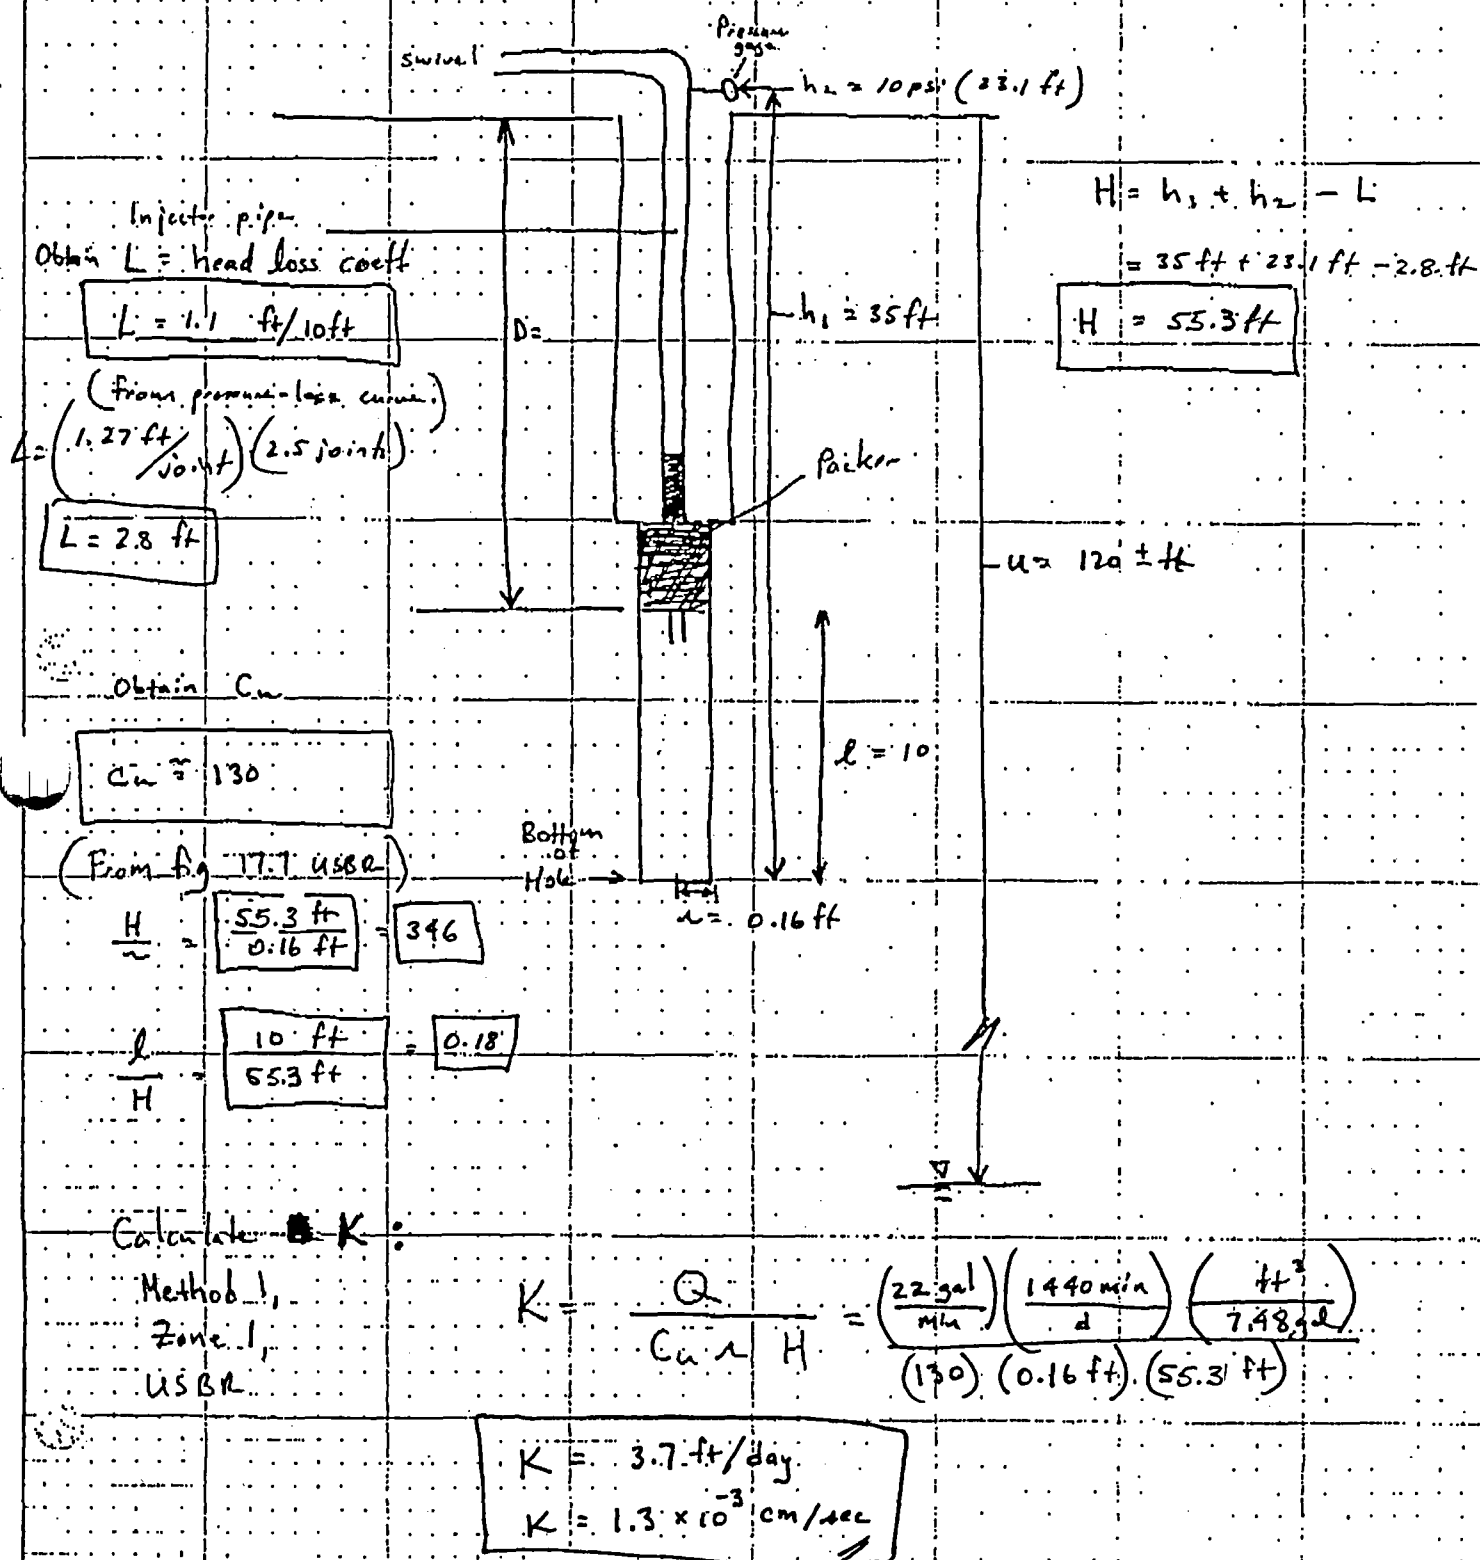 Pressure
gage
swivel
h₂ = 10 psi (23.1 ft)
H = h₁ + h₂ - L
= 35 ft + 23.1 ft - 2.8 ft
H = 55.3 ft
Injector pipe
Obtain L = head loss coeff
L = 1.1 ft/10ft
(from pressure-loss curve.)
L = (1.27 ft/joint)(2.5 joints)
L = 2.8 ft
D=
h₁ = 35 ft
Packer
u = 120 ± ft
Obtain Cu
Cu ≈ 130
(From fig 17.7 USBR)
l = 10
Bottom
of
Hole
r = 0.16 ft
H/r = 55.3 ft/0.16 ft = 346
l/H = 10 ft/55.3 ft = 0.18
Calculate K:
Method 1,
Zone 1,
USBR
K = Q/(Cu r H) = (22 gal/min)(1440 min/d)(ft³/7.48 gal)/(130)(0.16 ft)(55.3 ft)
K = 3.7 ft/day
K = 1.3 x 10⁻³ cm/sec